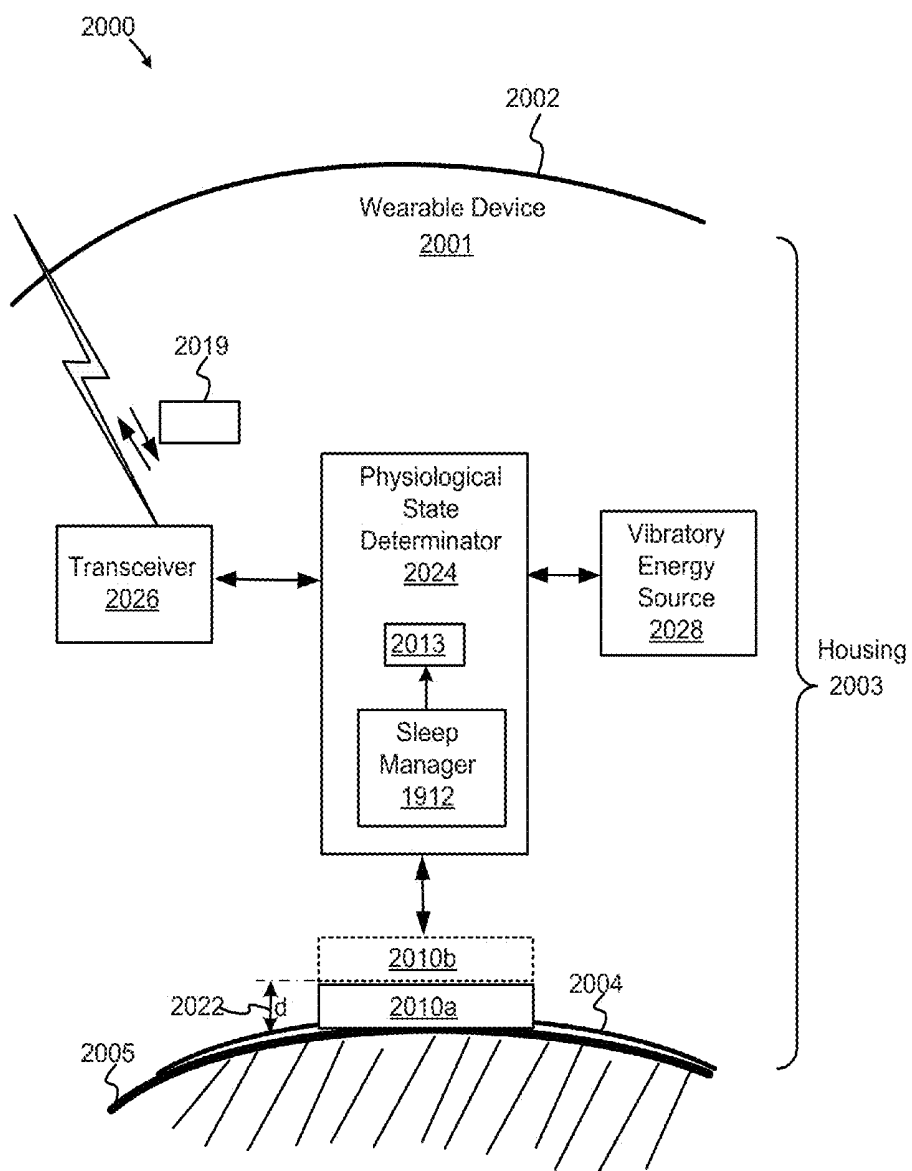 2000
2002
Wearable Device
2001
2019
Physiological
State
Determinator
2024
Transceiver
2026
Vibratory
Energy
Source
2028
2013
Housing
2003
Sleep
Manager
1912
2010b
2022
d
2010a
2004
2005